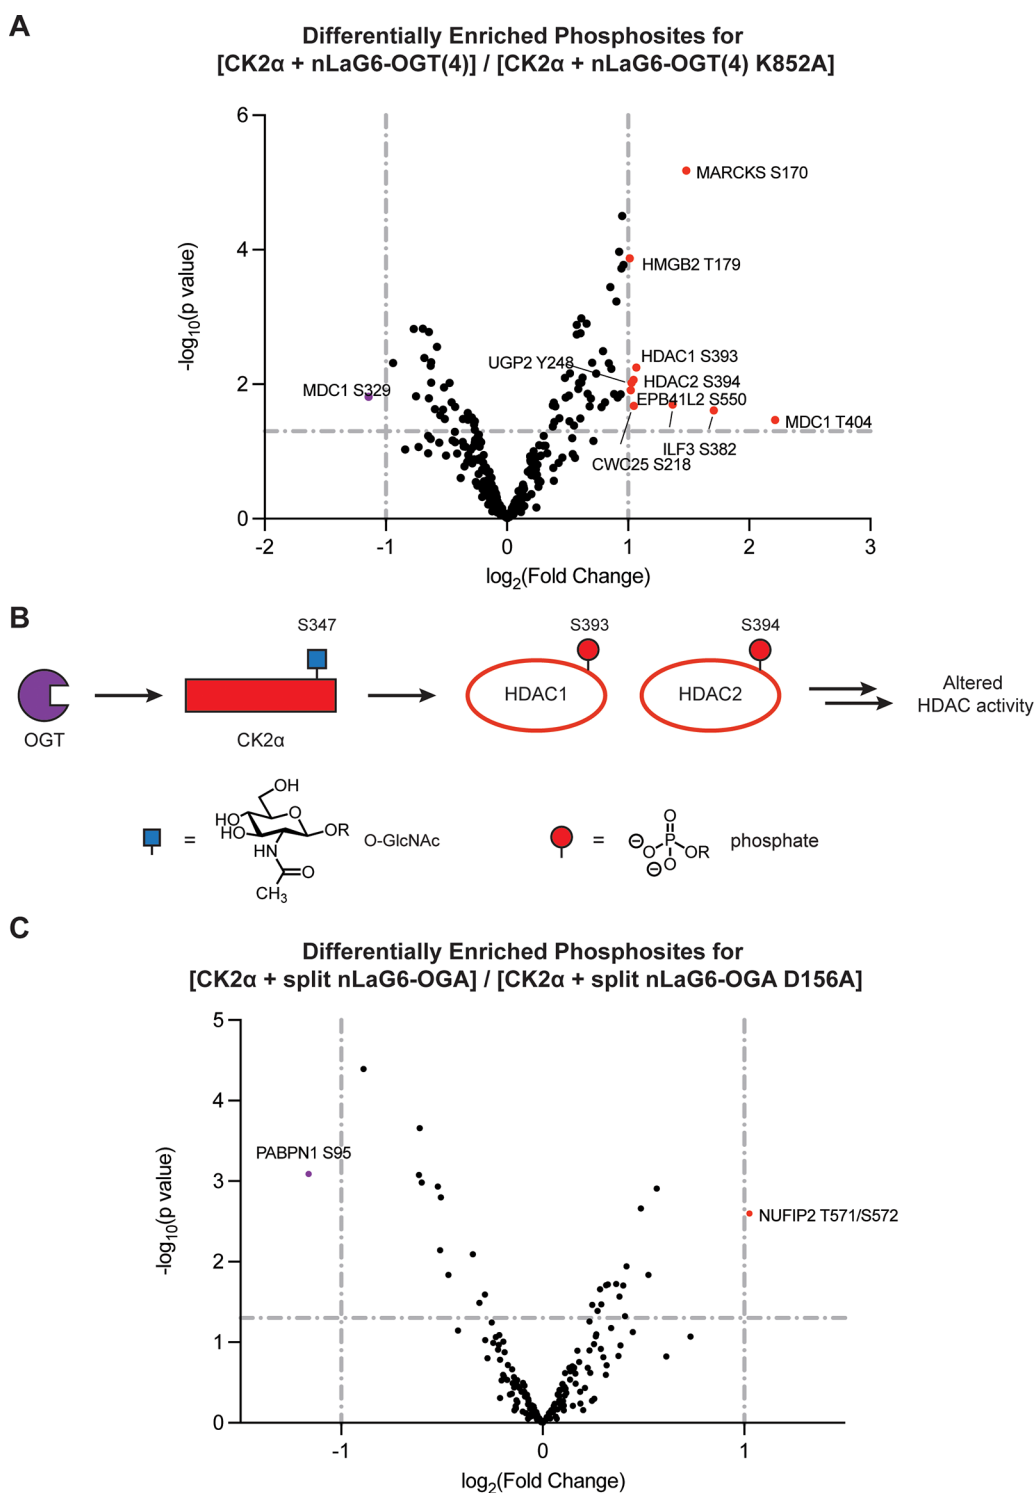 A
Differentially Enriched Phosphosites for
[CK2α + nLaG6-OGT(4)] / [CK2α + nLaG6-OGT(4) K852A]
6
4
2
0
-log10(p value)
MARCKS S170
HMGB2 T179
HDAC1 S393
UGP2 Y248
HDAC2 S394
MDC1 S329
EPB41L2 S550
MDC1 T404
ILF3 S382
CWC25 S218
-2
-1
0
1
2
3
log2(Fold Change)
B
S347
S393
S394
HDAC1
HDAC2
Altered
HDAC activity
OGT
CK2α
=
OH
HO
O
HO
OR
HN
O
CH3
O-GlcNAc
=
O
P
O
OR
O
phosphate
C
Differentially Enriched Phosphosites for
[CK2α + split nLaG6-OGA] / [CK2α + split nLaG6-OGA D156A]
5
4
3
2
1
0
-log10(p value)
PABPN1 S95
NUFIP2 T571/S572
-1
0
1
log2(Fold Change)